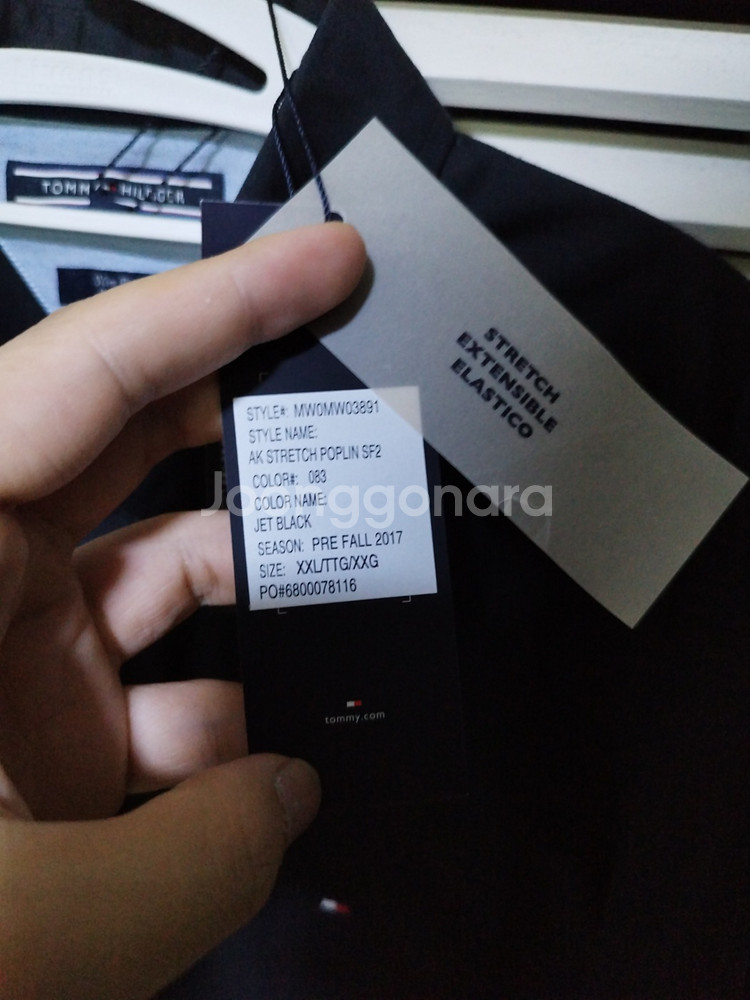 TOMMY HILFIGER
STRETCH
EXTENSIBLE
ELASTICO
STYLE#: MW0MW03891
STYLE NAME:
AK STRETCH POPLIN SF2
COLOR#: 083
COLOR NAME:
JET BLACK
SEASON: PRE FALL 2017
SIZE: XXL/TTG/XXG
PO#6800078116
Joonggonara
tommy.com